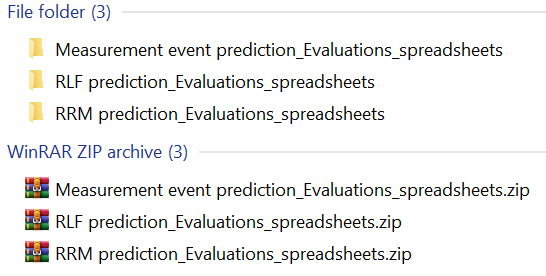 File folder (3)
Measurement event prediction_Evaluations_spreadsheets
RLF prediction_Evaluations_spreadsheets
RRM prediction_Evaluations_spreadsheets
WinRAR ZIP archive (3)
Measurement event prediction_Evaluations_spreadsheets.zip
RLF prediction_Evaluations_spreadsheets.zip
RRM prediction_Evaluations_spreadsheets.zip